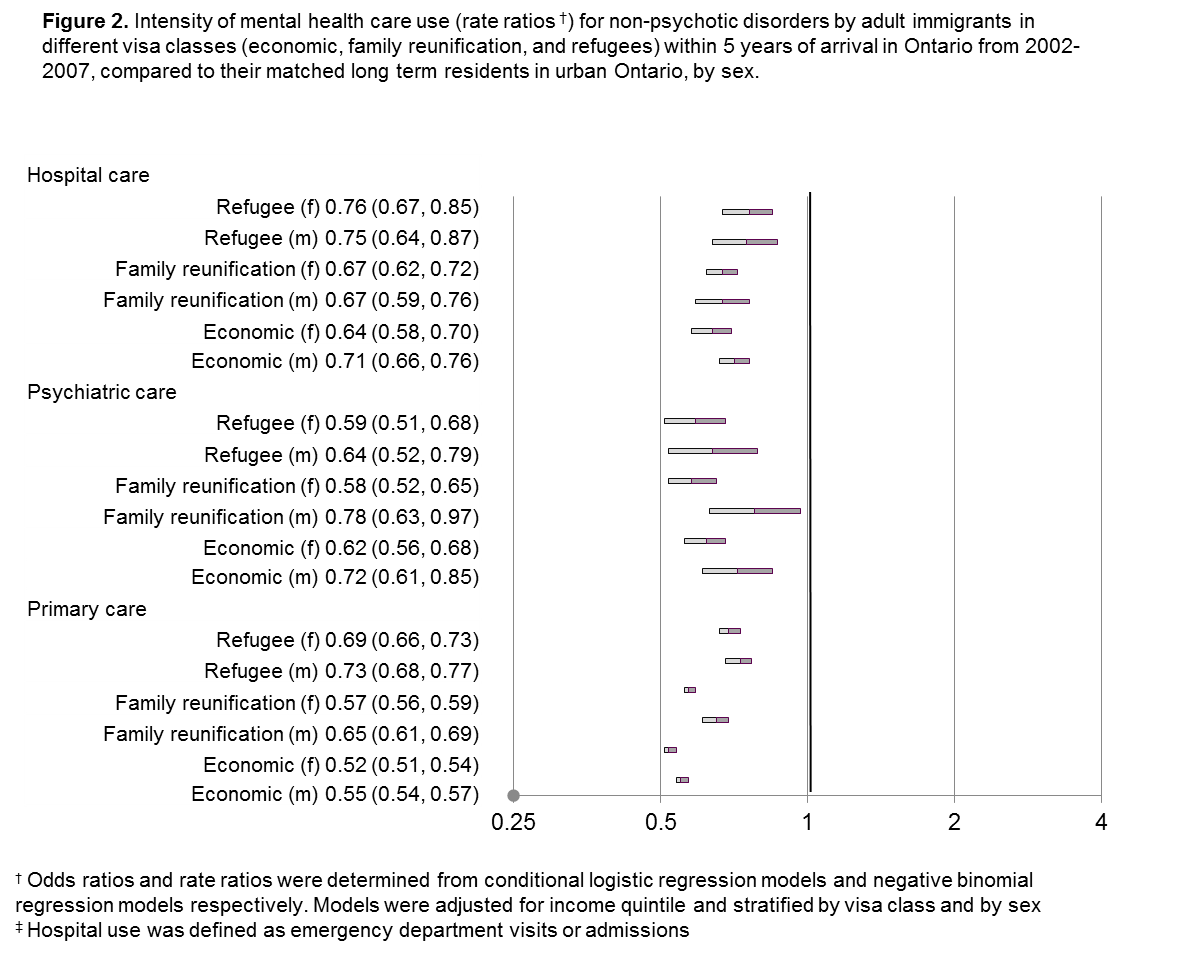 Figure 2. Intensity of mental health care use (rate ratios †) for non-psychotic disorders by adult immigrants in
different visa classes (economic, family reunification, and refugees) within 5 years of arrival in Ontario from 2002-
2007, compared to their matched long term residents in urban Ontario, by sex.
Hospital care
Refugee (f) 0.76 (0.67, 0.85)
Refugee (m) 0.75 (0.64, 0.87)
Family reunification (f) 0.67 (0.62, 0.72)
Family reunification (m) 0.67 (0.59, 0.76)
Economic (f) 0.64 (0.58, 0.70)
Economic (m) 0.71 (0.66, 0.76)
Psychiatric care
Refugee (f) 0.59 (0.51, 0.68)
Refugee (m) 0.64 (0.52, 0.79)
Family reunification (f) 0.58 (0.52, 0.65)
Family reunification (m) 0.78 (0.63, 0.97)
Economic (f) 0.62 (0.56, 0.68)
Economic (m) 0.72 (0.61, 0.85)
Primary care
Refugee (f) 0.69 (0.66, 0.73)
Refugee (m) 0.73 (0.68, 0.77)
Family reunification (f) 0.57 (0.56, 0.59)
Family reunification (m) 0.65 (0.61, 0.69)
Economic (f) 0.52 (0.51, 0.54)
Economic (m) 0.55 (0.54, 0.57)
0.25 0.5 1 2 4
† Odds ratios and rate ratios were determined from conditional logistic regression models and negative binomial
regression models respectively. Models were adjusted for income quintile and stratified by visa class and by sex
‡ Hospital use was defined as emergency department visits or admissions